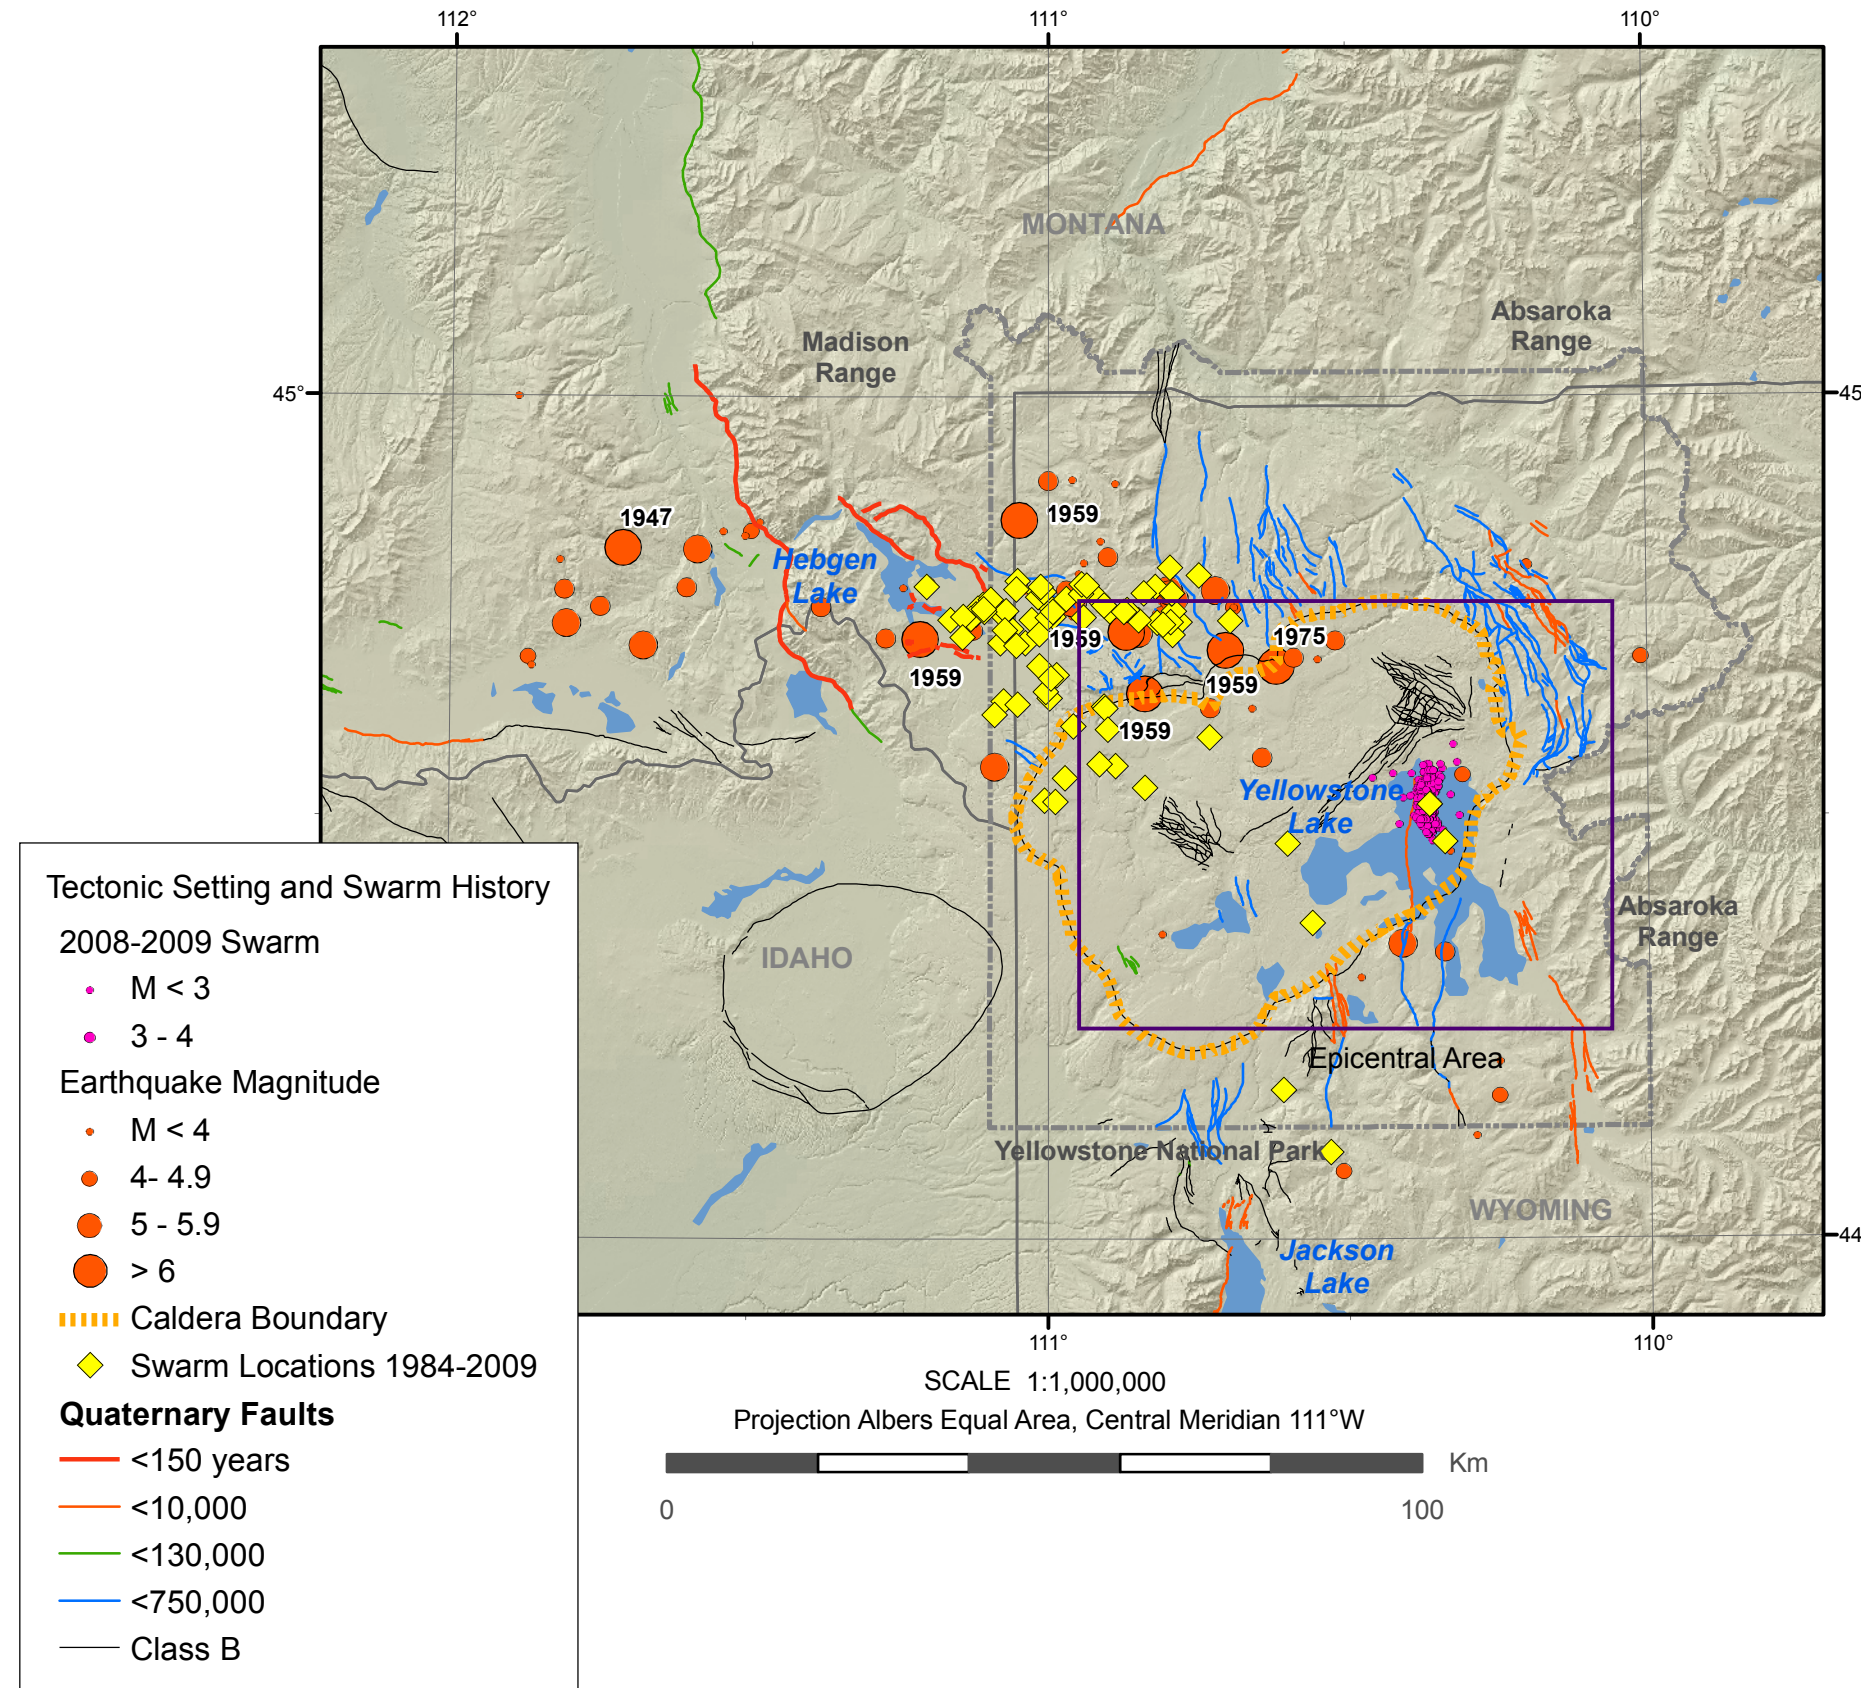 112°
111°
110°
MONTANA
Absaroka
Range
Madison
Range
45°
45
1947
1959
Hebgen
Lake
1959
1975
1959
1959
1959
Yellowstone
Lake
Absaroka
Range
IDAHO
Epicentral Area
Yellowstone National Park
WYOMING
44
Jackson
Lake
111°
110°
Tectonic Setting and Swarm History
2008-2009 Swarm
M < 3
3 - 4
Earthquake Magnitude
M < 4
4- 4.9
5 - 5.9
> 6
Caldera Boundary
Swarm Locations 1984-2009
Quaternary Faults
<150 years
<10,000
<130,000
<750,000
Class B
SCALE 1:1,000,000
Projection Albers Equal Area, Central Meridian 111°W
Km
0
100